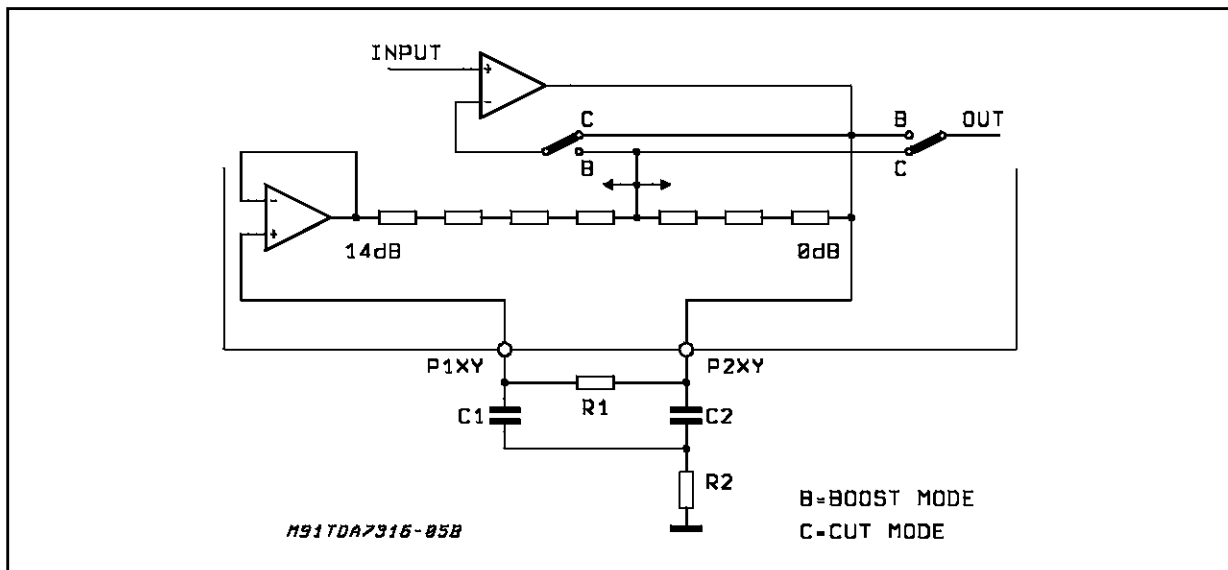 INPUT
C
B
OUT
B
C
14dB
0dB
P1XY
P2XY
R1
C1
C2
R2
B=BOOST MODE
C=CUT MODE
M91TDA7316-05B